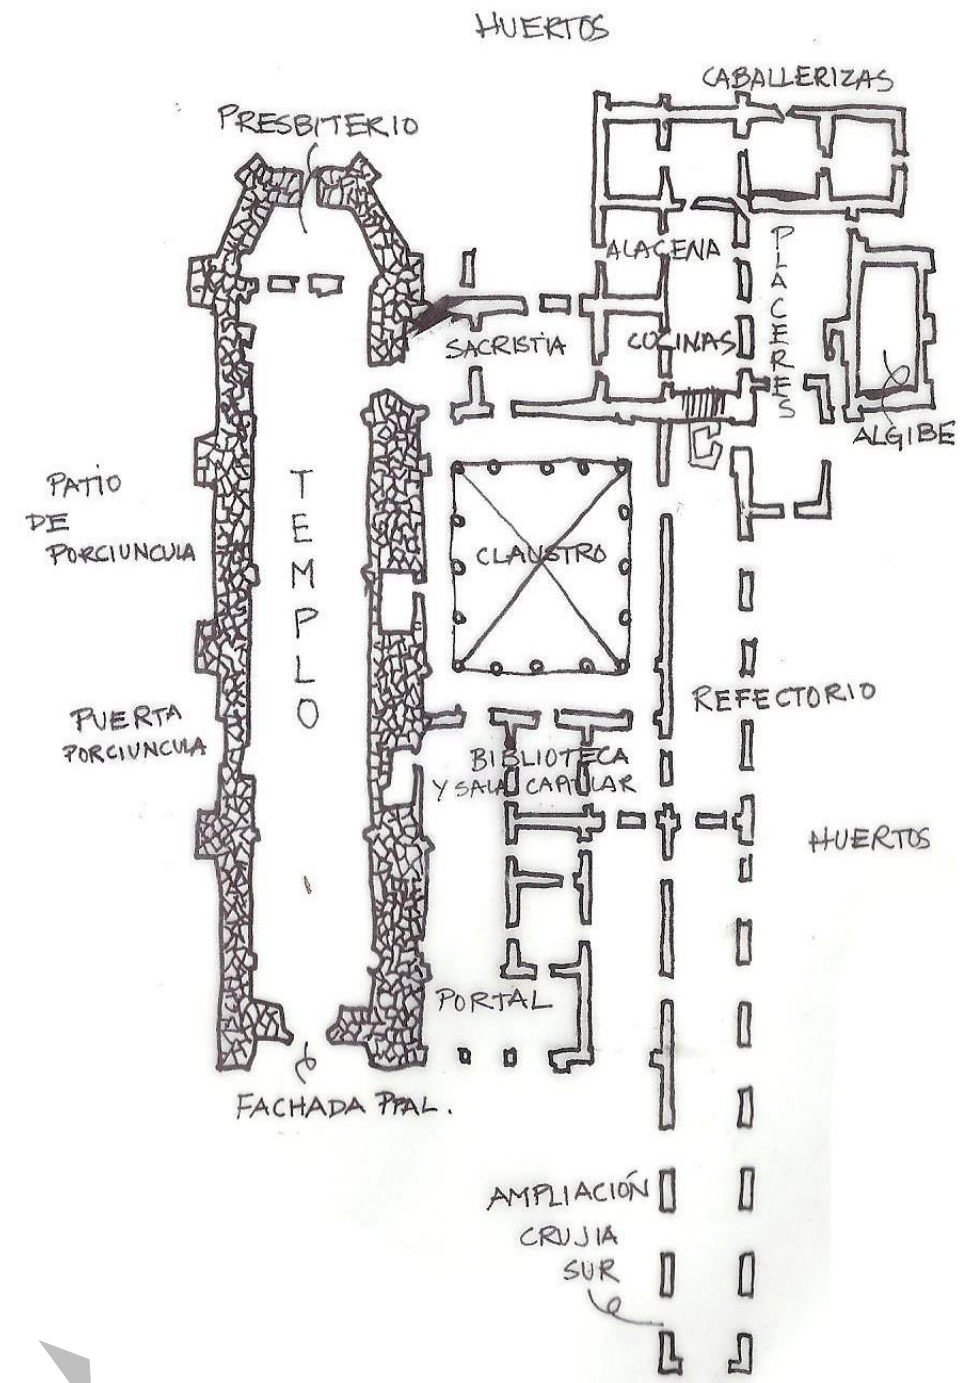 HUERTOS
CABALLERIZAS
PRESBITERIO
ALACENA
PLACERES
SACRISTIA
COCINAS
ALGIBE
PATIO
DE
PORCIUNCULA
TEMPLO
CLAUSTRO
REFECTORIO
PUERTA
PORCIUNCULA
BIBLIOTECA
Y SALA CAPITULAR
HUERTOS
PORTAL
FACHADA PPAL.
AMPLIACIÓN
CRUJIA
SUR